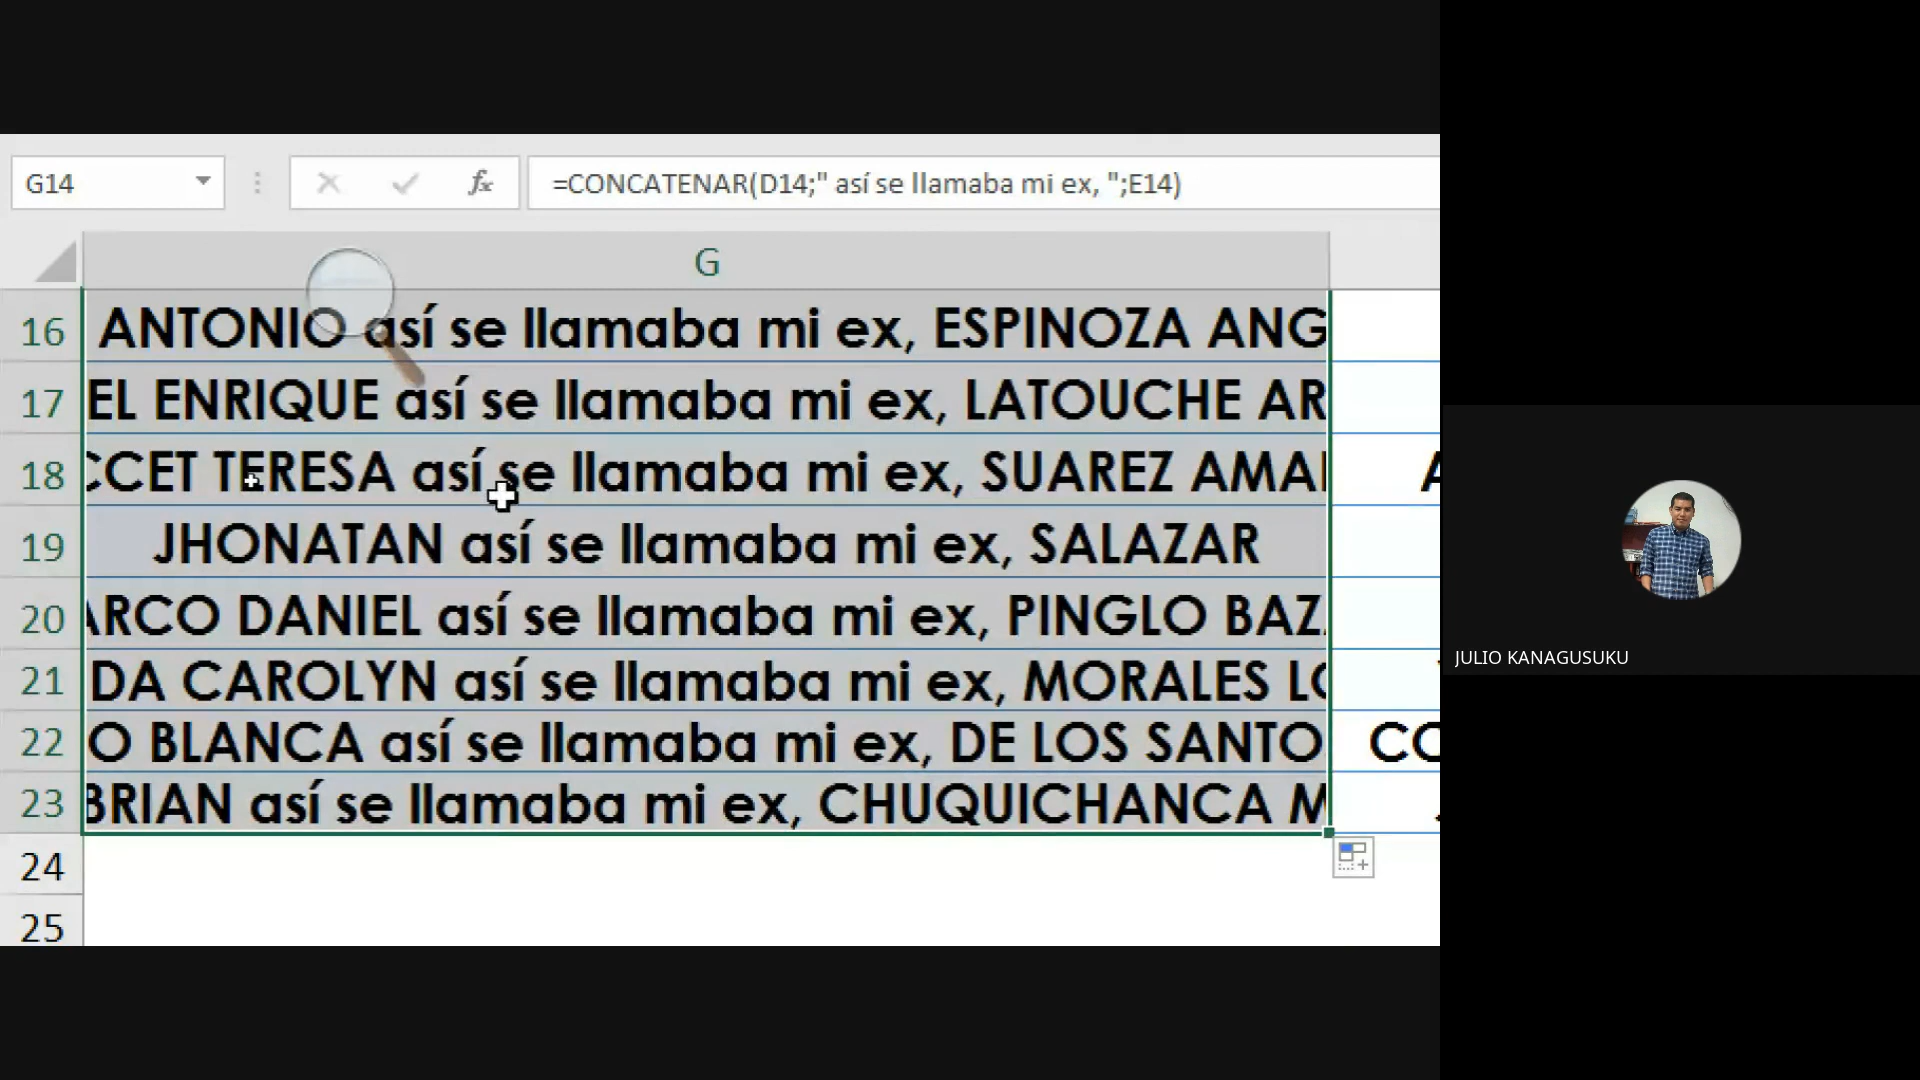 G14
fx
=CONCATENAR(D14;" así se llamaba mi ex, ";E14)
G
16 ANTONIO así se llamaba mi ex, ESPINOZA ANG
17 EL ENRIQUE así se llamaba mi ex, LATOUCHE AR
18 CCET TERESA así se llamaba mi ex, SUAREZ AMA
19 JHONATAN así se llamaba mi ex, SALAZAR
20 ARCO DANIEL así se llamaba mi ex, PINGLO BAZ
21 DA CAROLYN así se llamaba mi ex, MORALES LO
22 O BLANCA así se llamaba mi ex, DE LOS SANTO CO
23 BRIAN así se llamaba mi ex, CHUQUICHANCA M
24
25
JULIO KANAGUSUKU